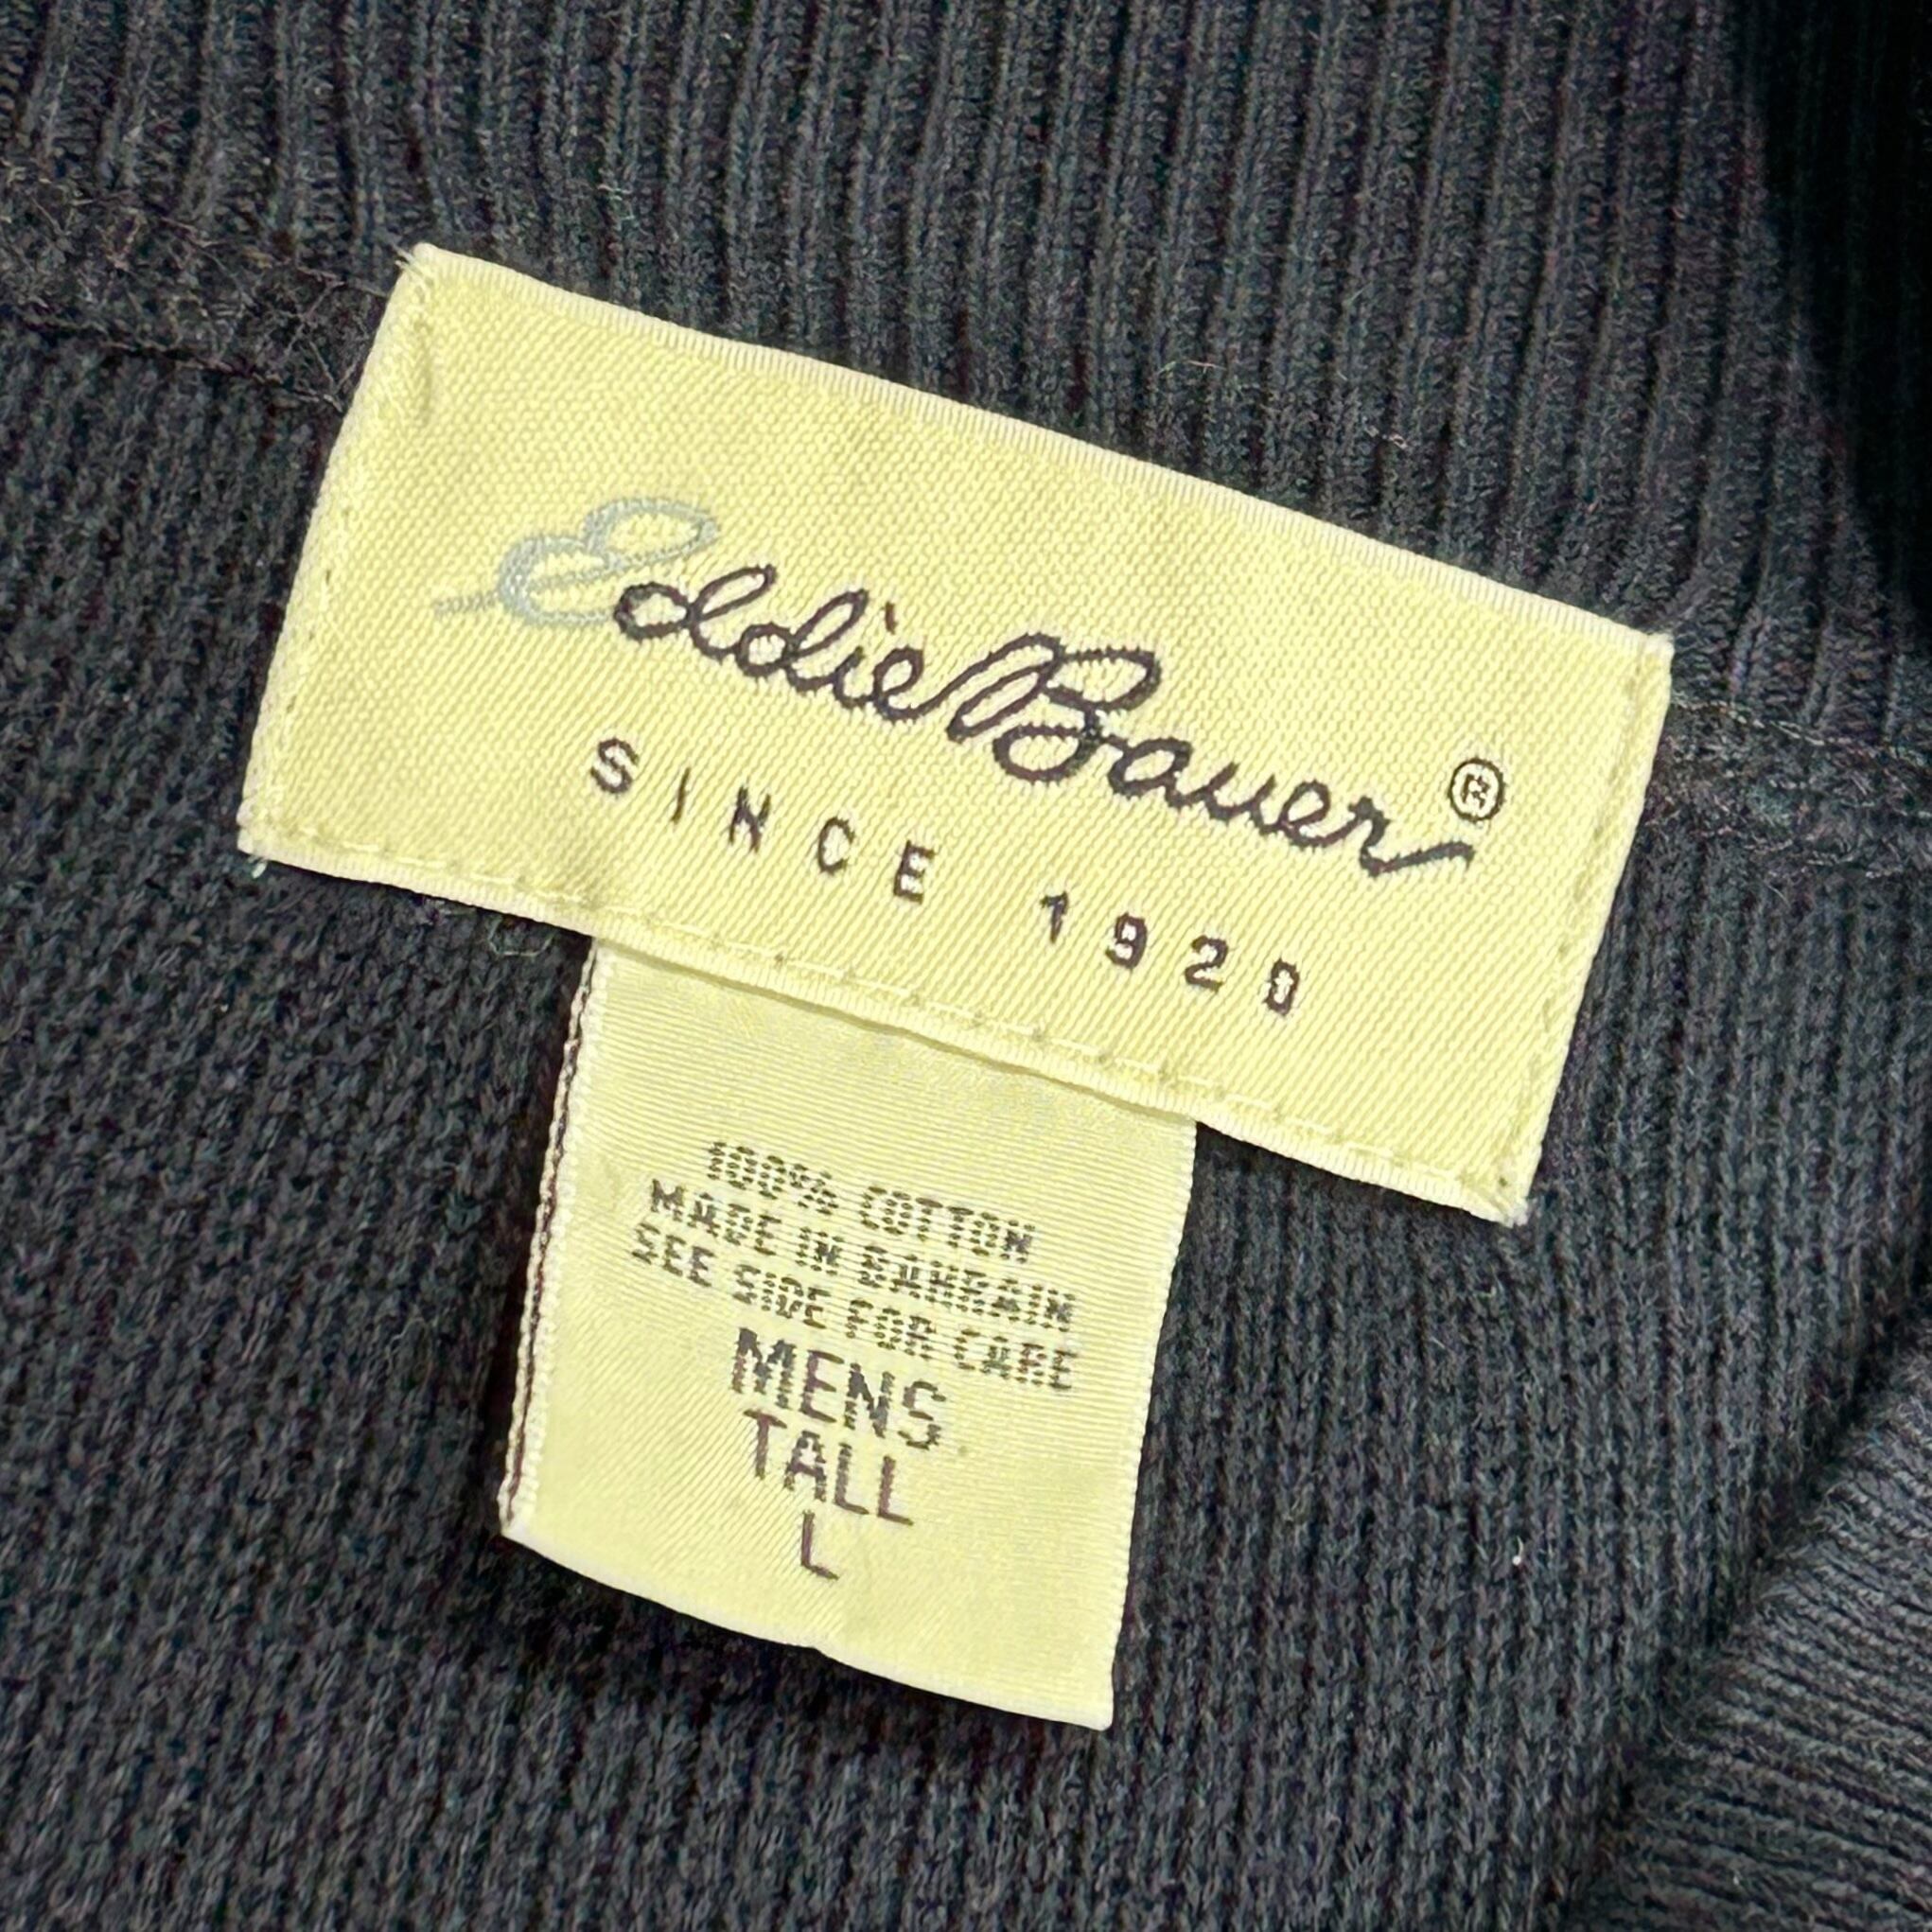 Eddie Bauer ®
SINCE 1920
100% COTTON
MADE IN BAHRAIN
SEE SIDE FOR CARE
MENS
TALL
L